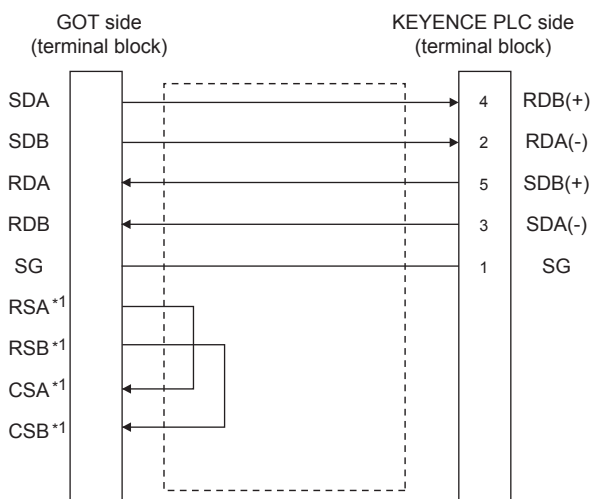 GOT side
(terminal block)
KEYENCE PLC side
(terminal block)
SDA 4 RDB(+)
SDB 2 RDA(-)
RDA 5 SDB(+)
RDB 3 SDA(-)
SG 1 SG
RSA*1
RSB*1
CSA*1
CSB*1